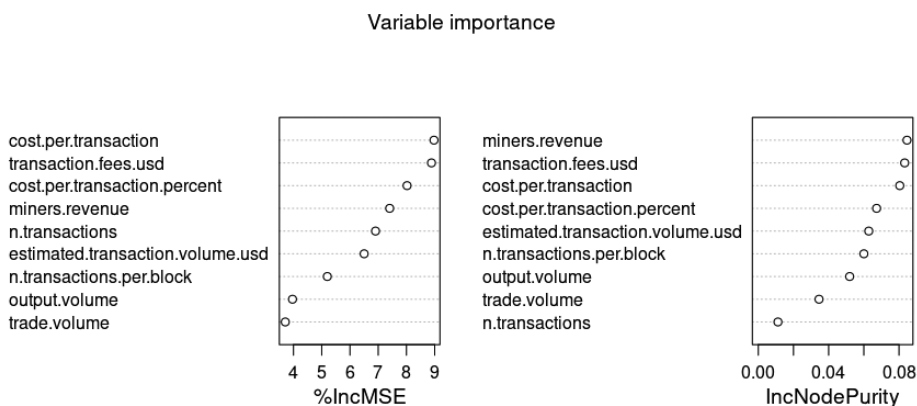 Variable importance
cost.per.transaction
transaction.fees.usd
cost.per.transaction.percent
miners.revenue
n.transactions
estimated.transaction.volume.usd
n.transactions.per.block
output.volume
trade.volume
4 5 6 7 8 9
%IncMSE
miners.revenue
transaction.fees.usd
cost.per.transaction
cost.per.transaction.percent
estimated.transaction.volume.usd
n.transactions.per.block
output.volume
trade.volume
n.transactions
0.00 0.04 0.08
IncNodePurity